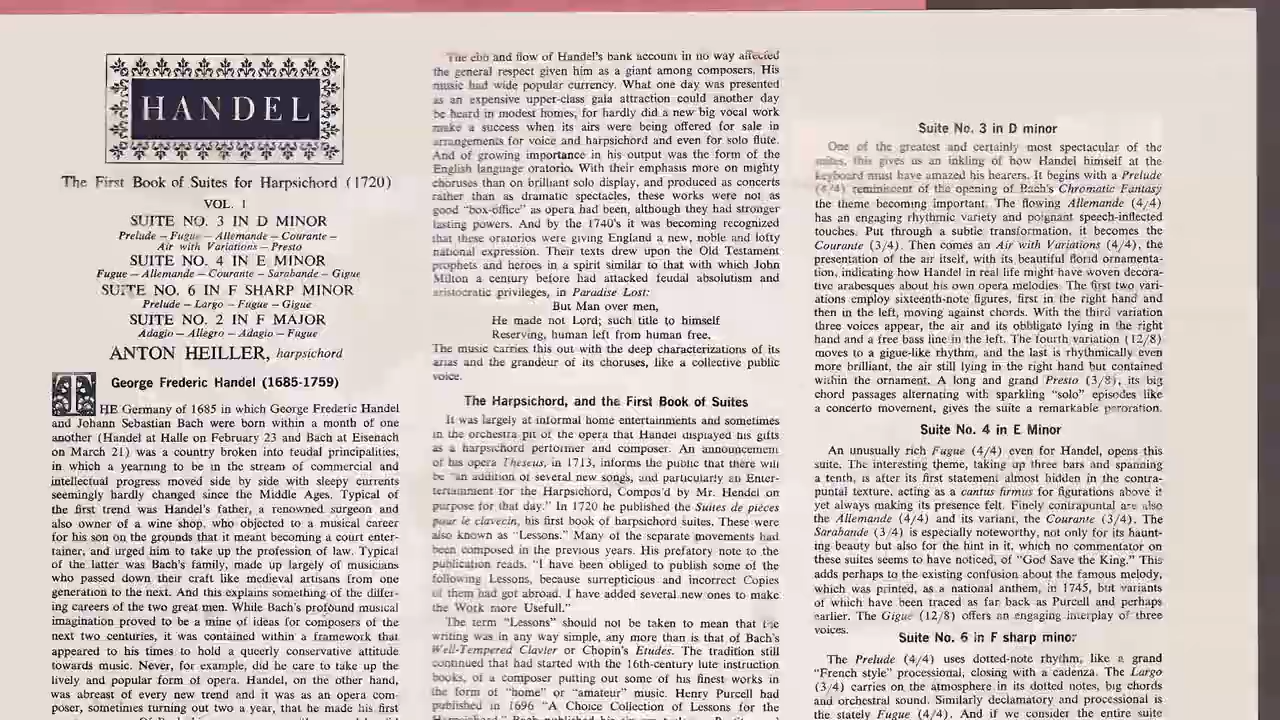 HANDEL
The First Book of Suites for Harpsichord (1720)
VOL. 1
SUITE NO. 3 IN D MINOR
Prelude – Fugue – Allemande – Courante –
Air with Variations – Presto
SUITE NO. 4 IN E MINOR
Fugue – Allemande – Courante – Sarabande – Gigue
SUITE NO. 6 IN F SHARP MINOR
Prelude – Largo – Fugue – Gigue
SUITE NO. 2 IN F MAJOR
Adagio – Allegro – Adagio – Fugue
ANTON HEILLER, harpsichord
George Frederic Handel (1685-1759)
THE Germany of 1685 in which George Frederic Handel
and Johann Sebastian Bach were born within a month of one
another (Handel at Halle on February 23 and Bach at Eisenach
on March 21) was a country broken into feudal principalities,
in which a yearning to be in the stream of commercial and
intellectual progress moved side by side with sleepy currents
seemingly hardly changed since the Middle Ages. Typical of
the first trend was Handel's father, a renowned surgeon and
also owner of a wine shop, who objected to a musical career
for his son on the grounds that it meant becoming a court enter-
tainer, and urged him to take up the profession of law. Typical
of the latter was Bach's family, made up largely of musicians
who passed down their craft like medieval artisans from one
generation to the next. And this explains something of the differ-
ing careers of the two great men. While Bach's profound musical
imagination proved to be a mine of ideas for composers of the
next two centuries, it was contained within a framework that
appeared to his times to hold a queerly conservative attitude
towards music. Never, for example, did he care to take up the
lively and popular form of opera. Handel, on the other hand,
was abreast of every new trend and it was as an opera com-
poser, sometimes turning out two a year, that he made his first
The ebb and flow of Handel's bank account in no way affected
the general respect given him as a giant among composers. His
music had wide popular currency. What one day was presented
as an expensive upper-class gala attraction could another day
be heard in modest homes, for hardly did a new big vocal work
make a success when its airs were being offered for sale in
arrangements for voice and harpsichord and even for solo flute.
And of growing importance in his output was the form of the
English language oratorio. With their emphasis more on mighty
choruses than on brilliant solo display, and produced as concerts
rather than as dramatic spectacles, these works were not as
good "box-office" as opera had been, although they had stronger
lasting powers. And by the 1740's it was becoming recognized
that these oratorios were giving England a new, noble and lofty
national expression. Their texts drew upon the Old Testament
prophets and heroes in a spirit similar to that with which John
Milton a century before had attacked feudal absolutism and
aristocratic privileges, in Paradise Lost:
But Man over men,
He made not Lord; such title to himself
Reserving, human left from human free.
The music carries this out with the deep characterizations of its
arias and the grandeur of its choruses, like a collective public
voice.
The Harpsichord, and the First Book of Suites
It was largely at informal home entertainments and sometimes
in the orchestra pit of the opera that Handel displayed his gifts
as a harpsichord performer and composer. An announcement
of his opera Theseus, in 1713, informs the public that there will
be "an addition of several new songs, and particularly an Enter-
tertainment for the Harpsichord, Compos'd by Mr. Hendel on
purpose for that day." In 1720 he published the Suites de pièces
pour le clavecin, his first book of harpsichord suites. These were
also known as "Lessons." Many of the separate movements had
been composed in the previous years. His prefatory note to the
publication reads, "I have been obliged to publish some of the
following Lessons, because surrepticious and incorrect Copies
of them had got abroad. I have added several new ones to make
the Work more Usefull."
The term "Lessons" should not be taken to mean that the
writing was in any way simple, any more than is that of Bach's
Well-Tempered Clavier or Chopin's Etudes. The tradition still
continued that had started with the 16th-century lute instruction
books, of a composer putting out some of his finest works in
the form of "home" or "amateur" music. Henry Purcell had
published in 1696 "A Choice Collection of Lessons for the
Suite No. 3 in D minor
One of the greatest and certainly most spectacular of the
suites, this gives us an inkling of how Handel himself at the
keyboard must have amazed his hearers. It begins with a Prelude
(4/4) reminiscent of the opening of Bach's Chromatic Fantasy
the theme becoming important. The flowing Allemande (4/4)
has an engaging rhythmic variety and poignant speech-inflected
touches. Put through a subtle transformation, it becomes the
Courante (3/4). Then comes an Air with Variations (4/4), the
presentation of the air itself, with its beautiful florid ornamenta-
tion, indicating how Handel in real life might have woven decora-
tive arabesques about his own opera melodies. The first two vari-
ations employ sixteenth-note figures, first in the right hand and
then in the left, moving against chords. With the third variation
three voices appear, the air and its obbligato lying in the right
hand and a free bass line in the left. The fourth variation (12/8)
moves to a gigue-like rhythm, and the last is rhythmically even
more brilliant, the air still lying in the right hand but contained
within the ornament. A long and grand Presto (3/8), its big
chord passages alternating with sparkling "solo" episodes like
a concerto movement, gives the suite a remarkable peroration.
Suite No. 4 in E Minor
An unusually rich Fugue (4/4) even for Handel, opens this
suite. The interesting theme, taking up three bars and spanning
a tenth, is after its first statement almost hidden in the contra-
puntal texture, acting as a cantus firmus for figurations above it
yet always making its presence felt. Finely contrapuntal are also
the Allemande (4/4) and its variant, the Courante (3/4). The
Sarabande (3/4) is especially noteworthy, not only for its haunt-
ing beauty but also for the hint in it, which no commentator on
these suites seems to have noticed, of "God Save the King." This
adds perhaps to the existing confusion about the famous melody,
which was printed, as a national anthem, in 1745, but variants
of which have been traced as far back as Purcell and perhaps
earlier. The Gigue (12/8) offers an engaging interplay of three
voices.
Suite No. 6 in F sharp minor
The Prelude (4/4) uses dotted-note rhythm, like a grand
"French style" processional, closing with a cadenza. The Largo
(3/4) carries on the atmosphere in its dotted notes, big chords
and orchestral sound. Similarly declamatory and processional is
the stately Fugue (4/4). And if we consider the entire suite